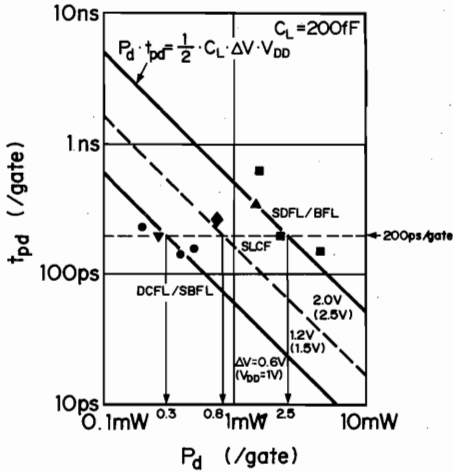 10ns
C_L=200fF
P_d·t_pd=1/2·C_L·ΔV·V_DD
1ns
t_pd (/gate)
SDFL/BFL
SLCF
200ps/gate
100ps
DCFL/SBFL
2.0V
(2.5V)
1.2V
(1.5V)
ΔV=0.6V
(V_DD=1V)
10ps
0.1mW
0.3
0.8
1mW
2.5
10mW
P_d (/gate)